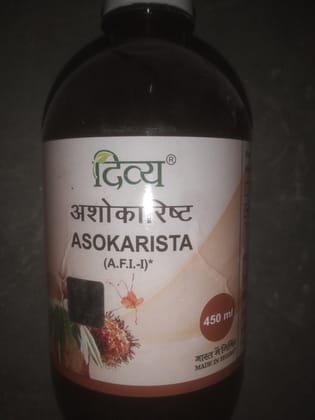 दिव्य®
अशोकारिष्ट
ASOKARISTA
(A.F.I.-I)*
450 ml
भारत में निर्मित
MADE IN